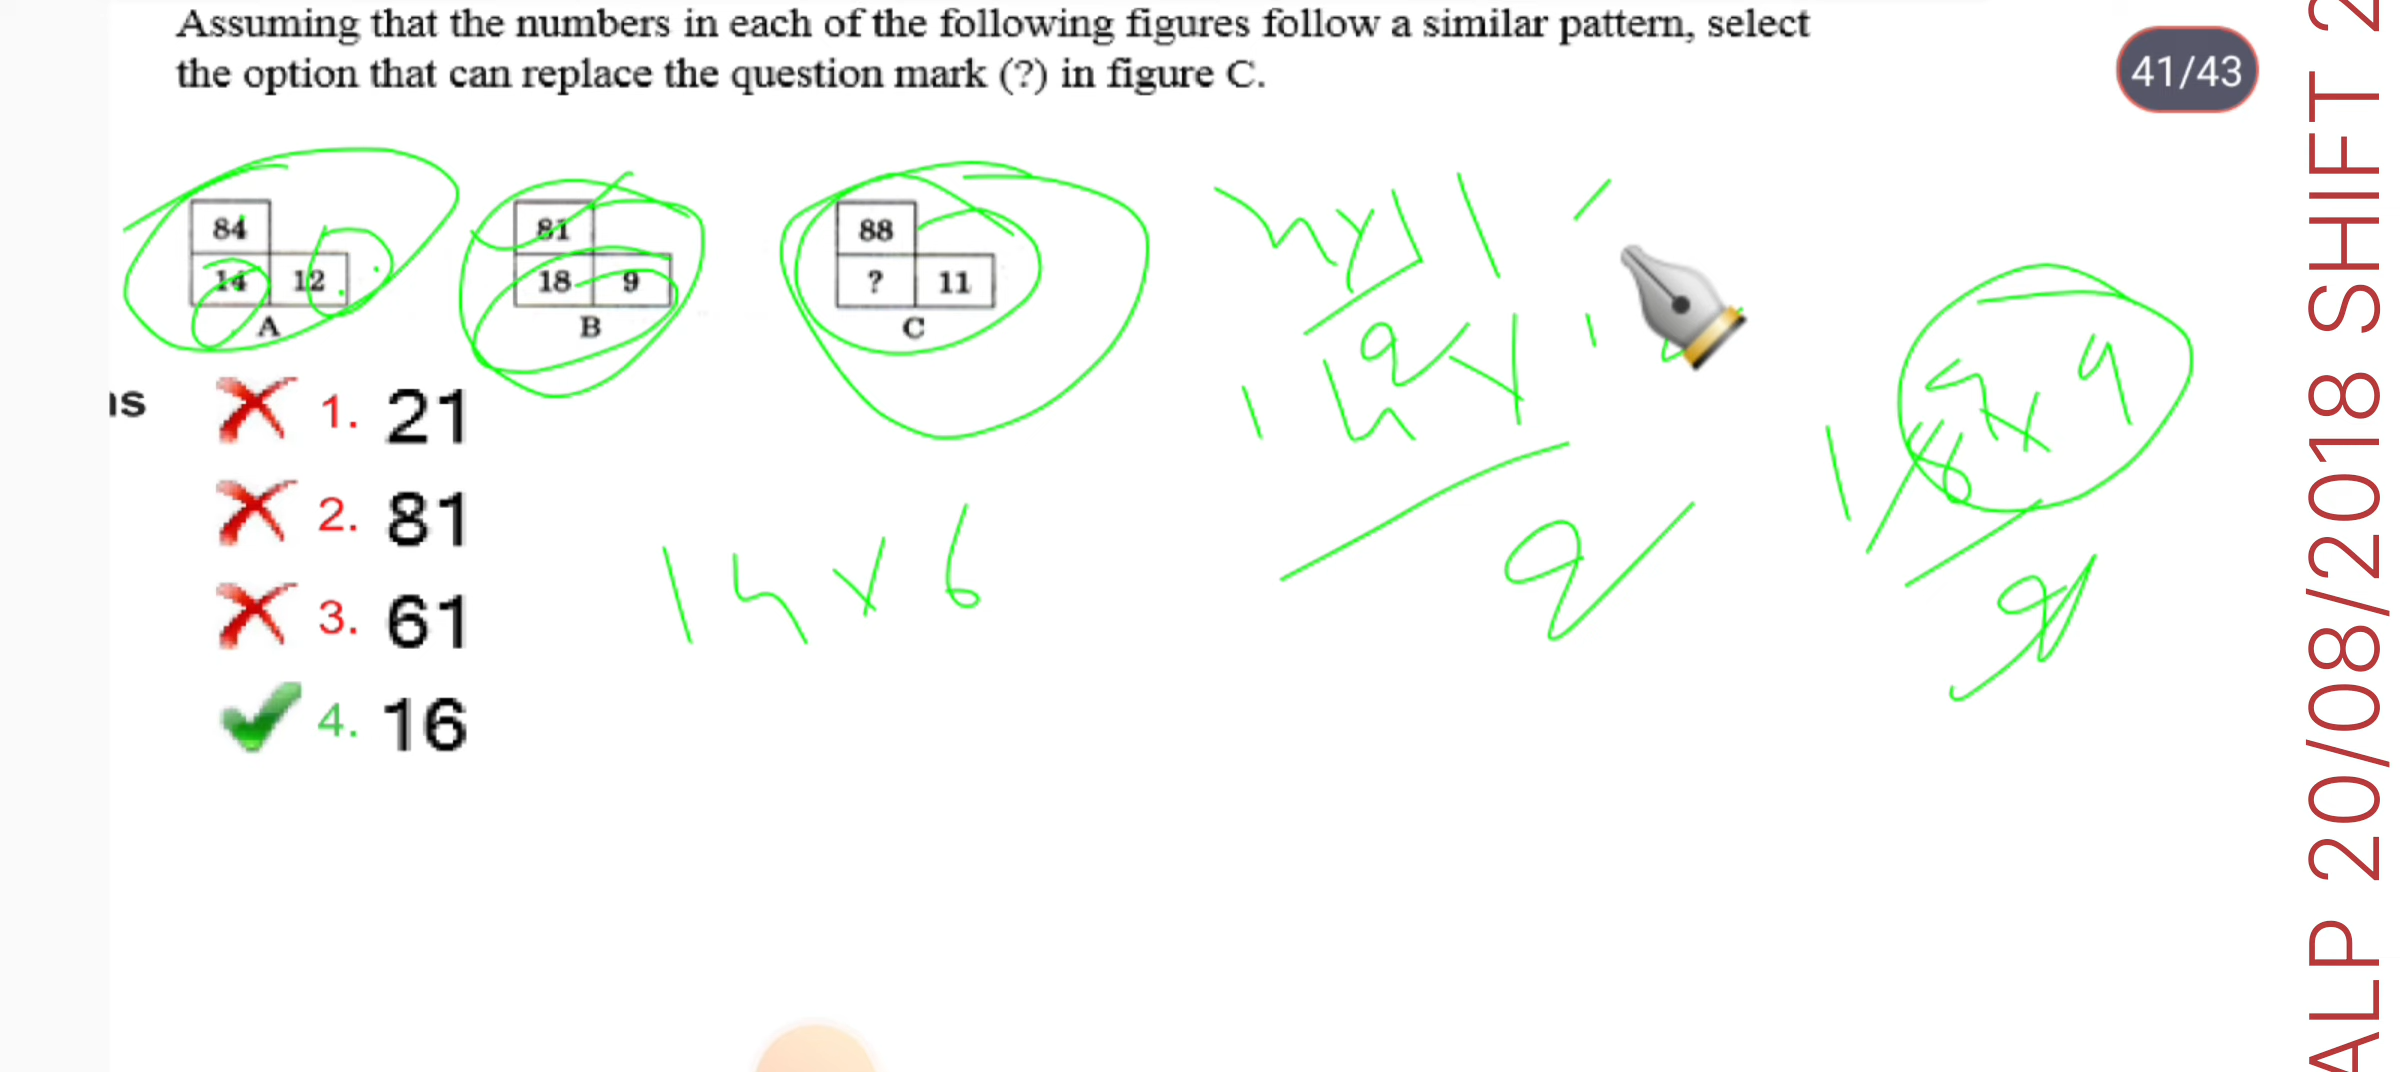 Assuming that the numbers in each of the following figures follow a similar pattern, select
the option that can replace the question mark (?) in figure C.
41/43
84
14 12
A
81
18 9
B
88
? 11
C
1. 21
2. 81
3. 61
4. 16
14 x 6
ALP 20/08/2018 SHIFT 2